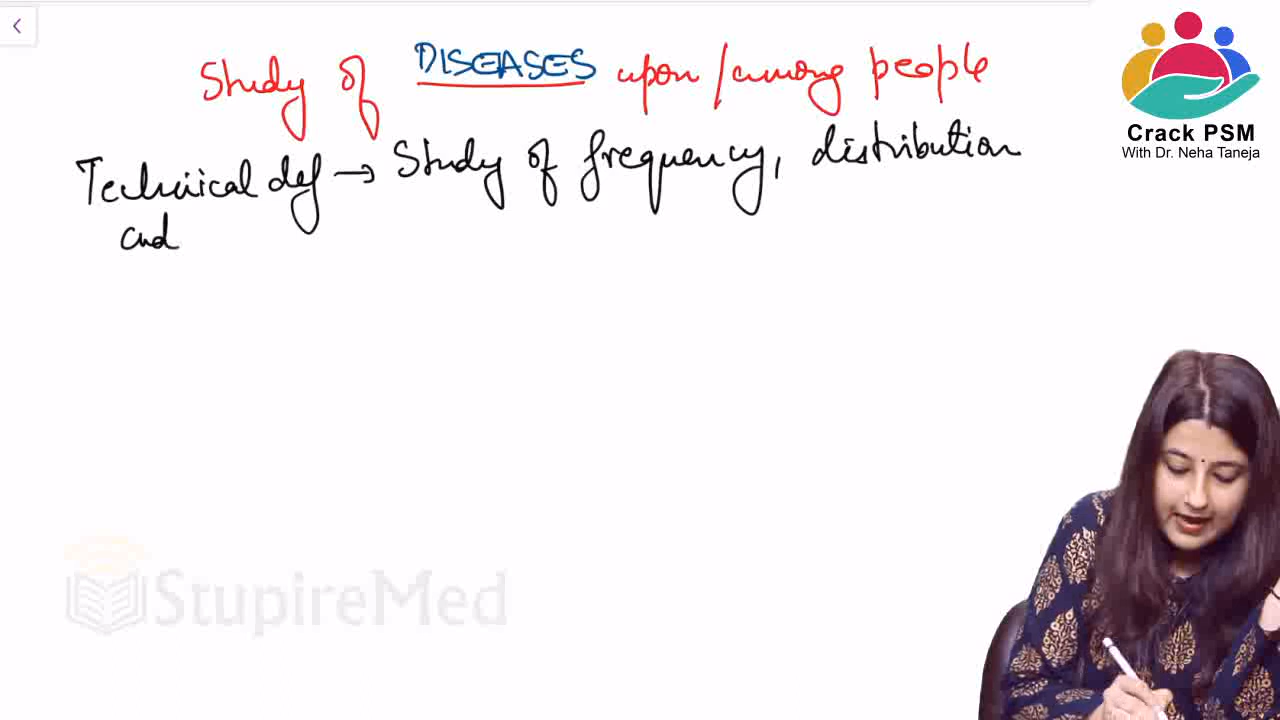 Study of DISEASES upon / among people
Technical def → Study of frequency, distribution
and
Crack PSM
With Dr. Neha Taneja
StupireMed